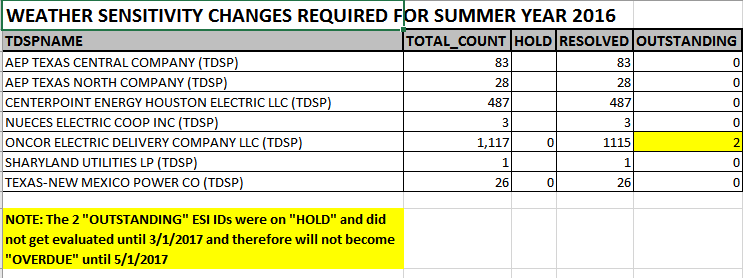 WEATHER SENSITIVITY CHANGES REQUIRED FOR SUMMER YEAR 2016
TDSPNAME TOTAL_COUNT HOLD RESOLVED OUTSTANDING
AEP TEXAS CENTRAL COMPANY (TDSP) 83 83 0
AEP TEXAS NORTH COMPANY (TDSP) 28 28 0
CENTERPOINT ENERGY HOUSTON ELECTRIC LLC (TDSP) 487 487 0
NUECES ELECTRIC COOP INC (TDSP) 3 3 0
ONCOR ELECTRIC DELIVERY COMPANY LLC (TDSP) 1,117 0 1115 2
SHARYLAND UTILITIES LP (TDSP) 1 1 0
TEXAS-NEW MEXICO POWER CO (TDSP) 26 0 26 0
NOTE: The 2 "OUTSTANDING" ESI IDs were on "HOLD" and did
not get evaluated until 3/1/2017 and therefore will not become
"OVERDUE" until 5/1/2017